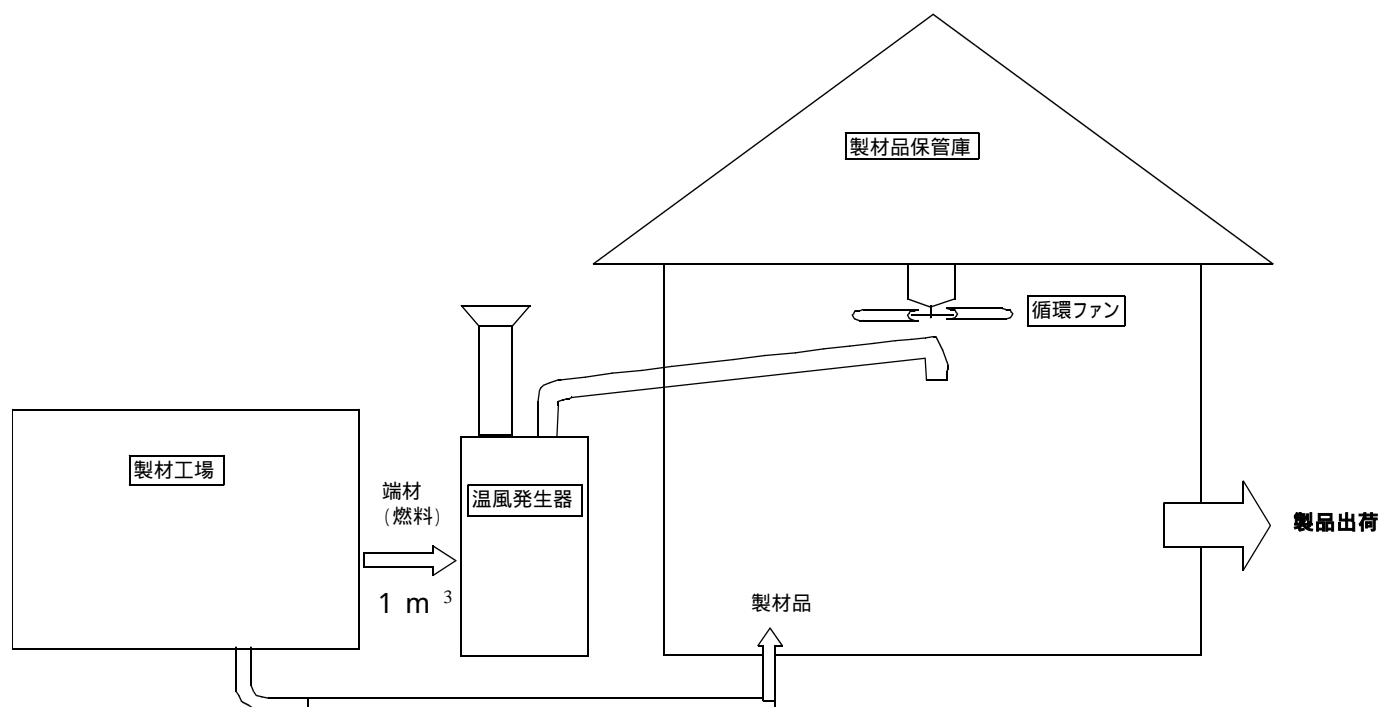 製材品保管庫
循環ファン
製材工場
端材
（燃料）
温風発生器
製品出荷
1 m ³
製材品